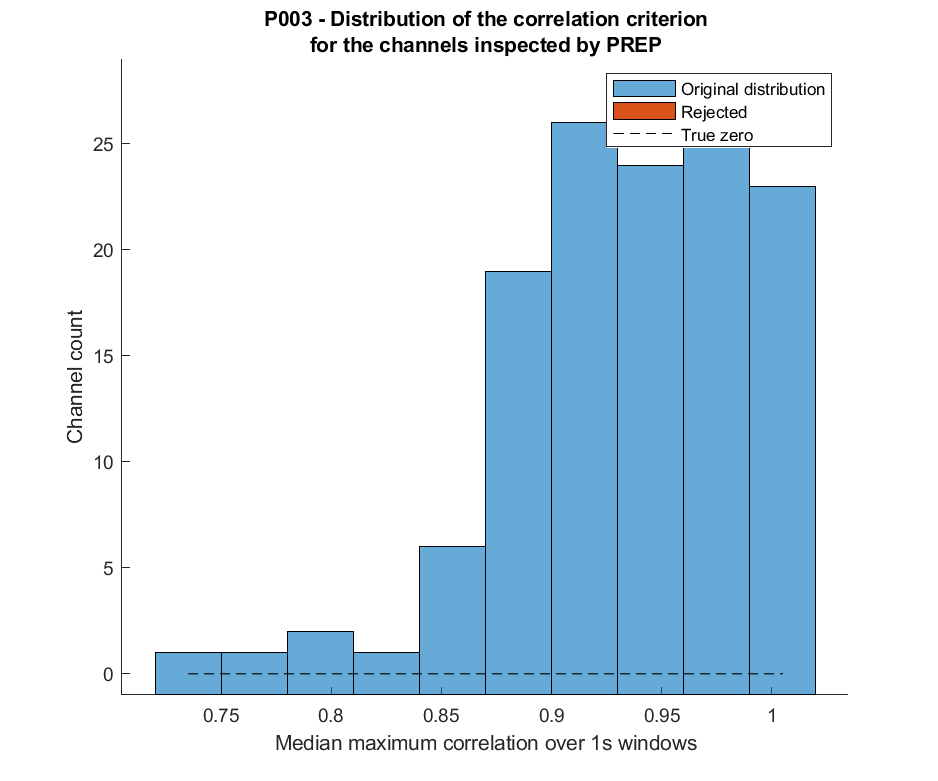 P003 - Distribution of the correlation criterion
for the channels inspected by PREP
Original distribution
Rejected
True zero
25
20
15
10
5
0
Channel count
0.75
0.8
0.85
0.9
0.95
1
Median maximum correlation over 1s windows